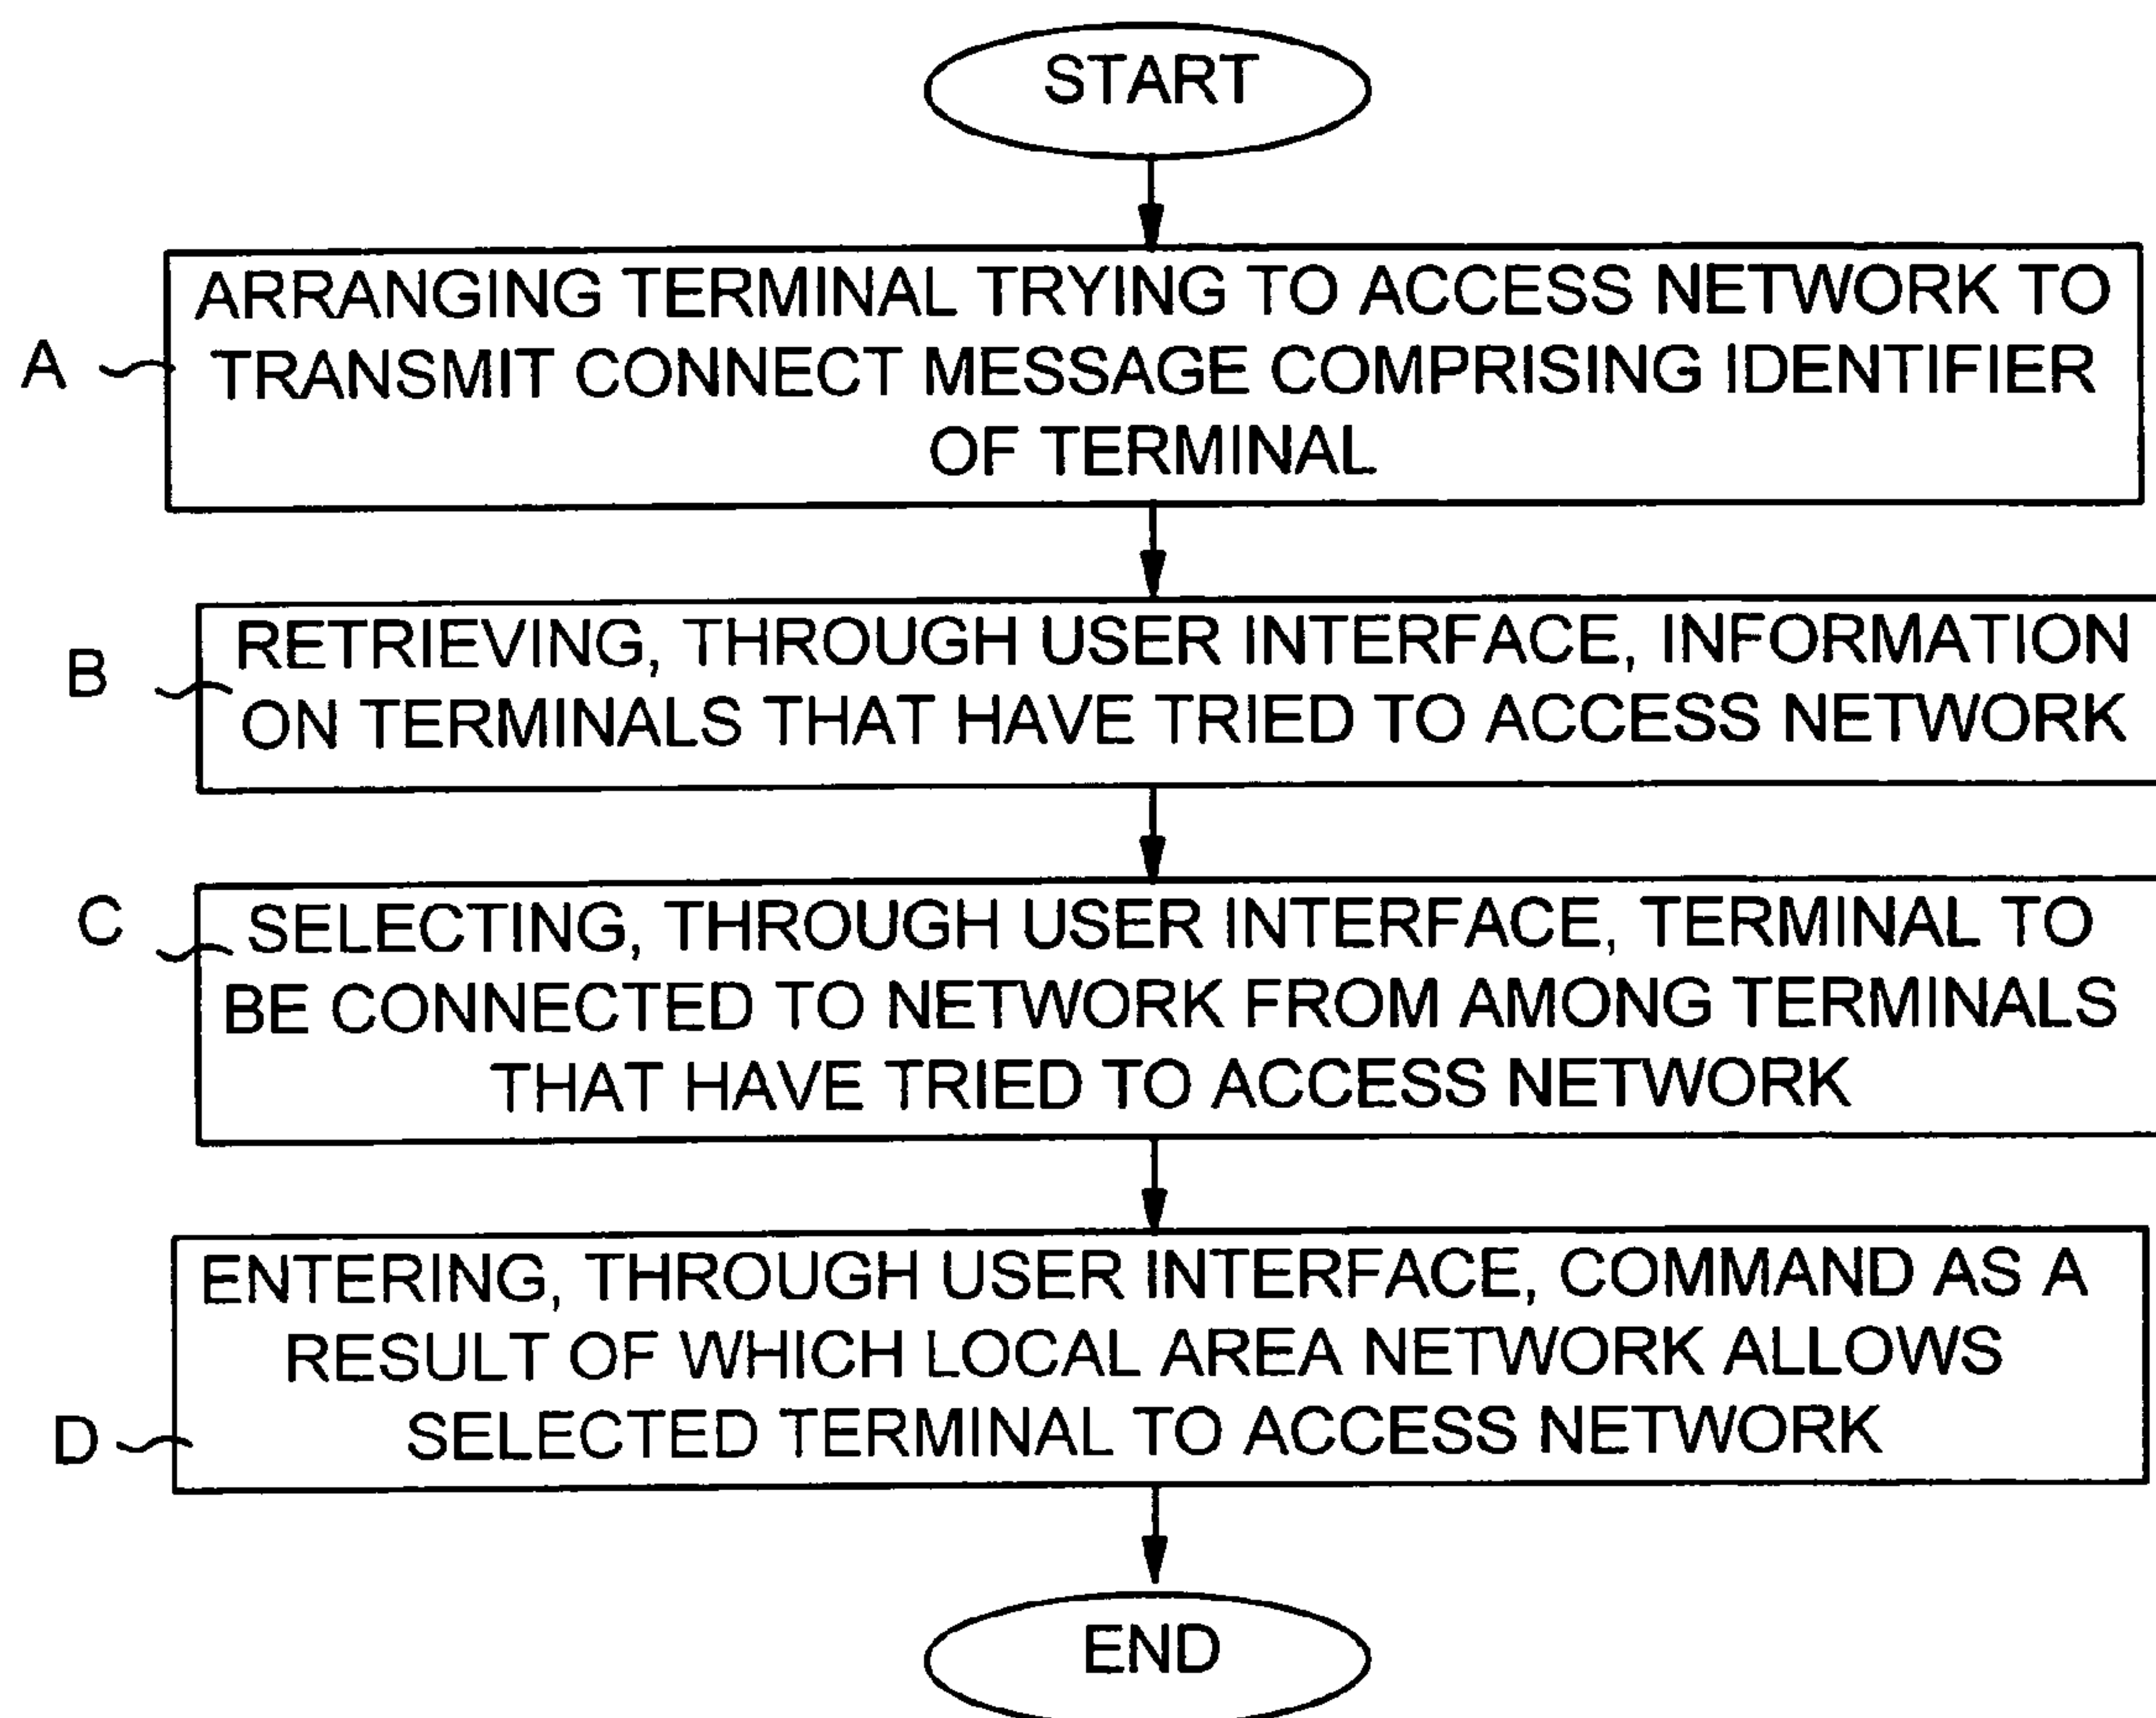 START
ARRANGING TERMINAL TRYING TO ACCESS NETWORK TO
TRANSMIT CONNECT MESSAGE COMPRISING IDENTIFIER
OF TERMINAL
A
RETRIEVING, THROUGH USER INTERFACE, INFORMATION
ON TERMINALS THAT HAVE TRIED TO ACCESS NETWORK
B
SELECTING, THROUGH USER INTERFACE, TERMINAL TO
BE CONNECTED TO NETWORK FROM AMONG TERMINALS
THAT HAVE TRIED TO ACCESS NETWORK
C
ENTERING, THROUGH USER INTERFACE, COMMAND AS A
RESULT OF WHICH LOCAL AREA NETWORK ALLOWS
SELECTED TERMINAL TO ACCESS NETWORK
D
END